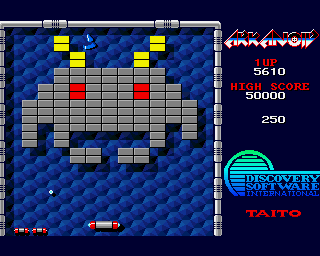 ARKANOID
1UP
5610
HIGH SCORE
50000
250
DISCOVERY
SOFTWARE
INTERNATIONAL
TAITO